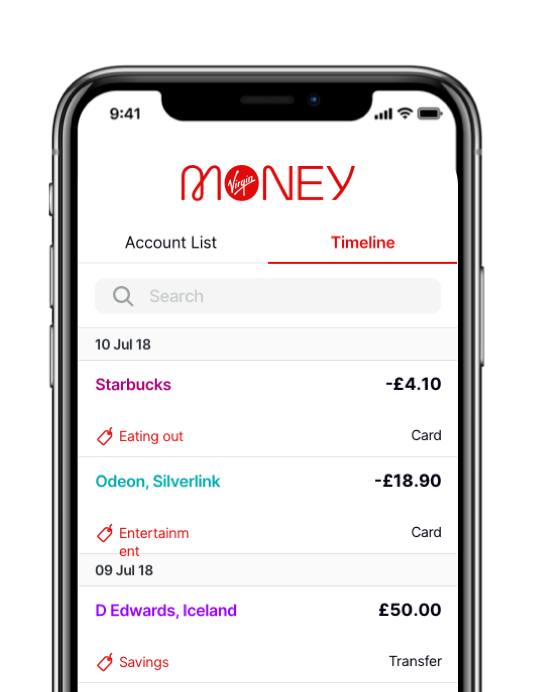 9:41
MONEY
Virgin
Account List
Timeline
Search
10 Jul 18
Starbucks
-£4.10
Eating out
Card
Odeon, Silverlink
-£18.90
Entertainm
ent
Card
09 Jul 18
D Edwards, Iceland
£50.00
Savings
Transfer